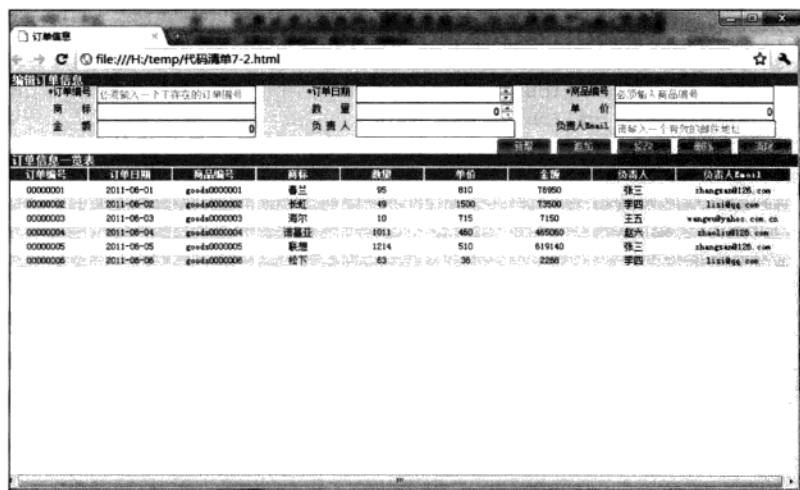 订单信息
file:///H:/temp/代码清单7-2.html
编辑订单信息
*订单编号 必须输入一个不存在的订单编号 *订单日期 *商品编号 必须输入商品编号
商标 数量 0 单价 0
金额 0 负责人 负责人Email 请输入一个有效的邮件地址
追加 修改 删除
订单信息一览表
订单编号 订单日期 商品编号 商标 数量 单价 金额 负责人 负责人Email
00000001 2011-06-01 goods0000001 春兰 95 810 76950 张三 zhangsan@126.com
00000002 2011-06-02 goods0000002 长虹 49 1500 73500 李四 lisi@qq.com
00000003 2011-06-03 goods0000003 海尔 10 715 7150 王五 wangwu@yahoo.com.cn
00000004 2011-06-04 goods0000004 诺基亚 1011 460 465060 赵六 zhaoliu@126.com
00000005 2011-06-05 goods0000005 联想 1214 510 619140 张三 zhangsan@126.com
00000006 2011-06-06 goods0000006 松下 63 36 2268 李四 lisi@qq.com